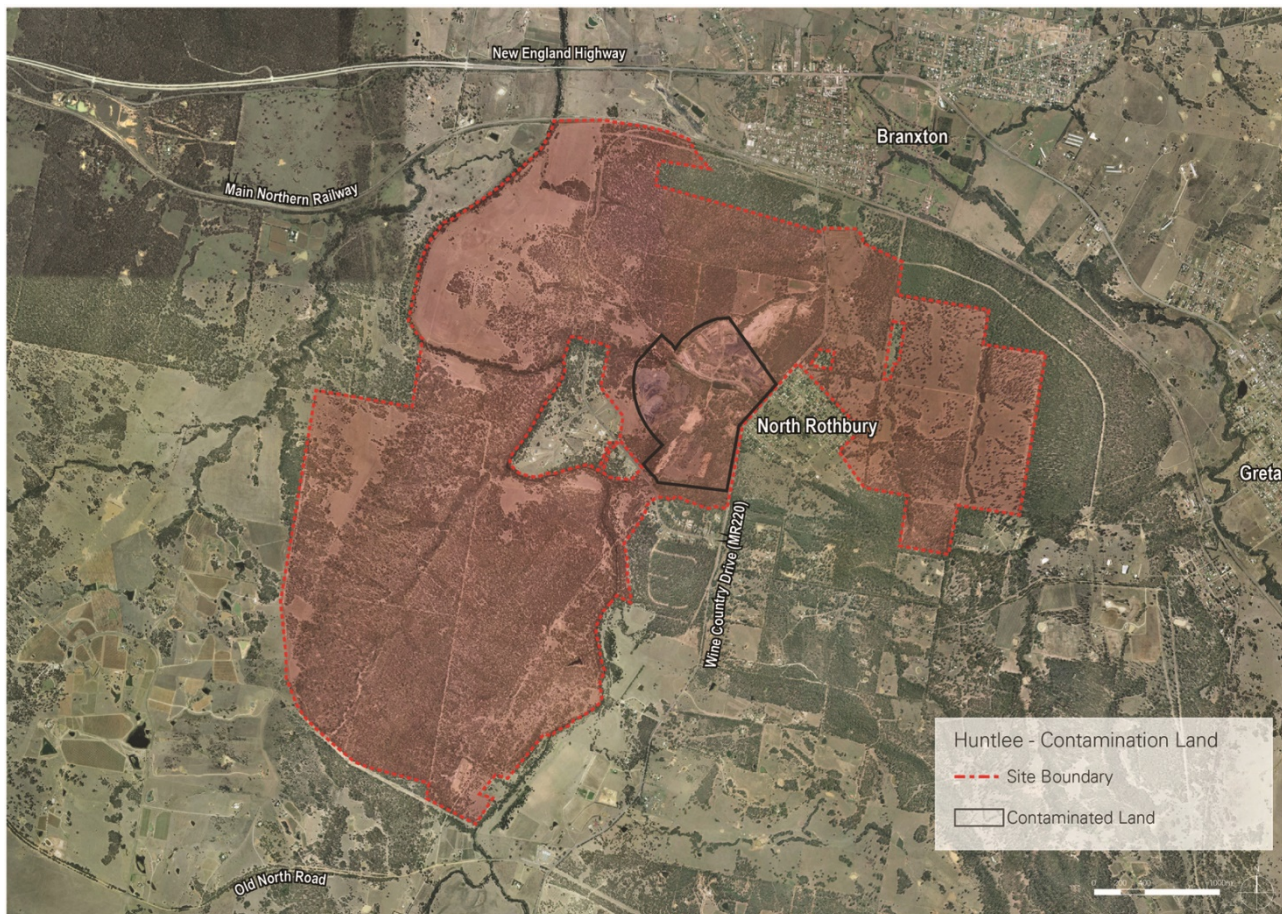 New England Highway
Branxton
Main Northern Railway
North Rothbury
Greta
Wine Country Drive (MR220)
Huntlee - Contamination Land
Site Boundary
Contaminated Land
Old North Road